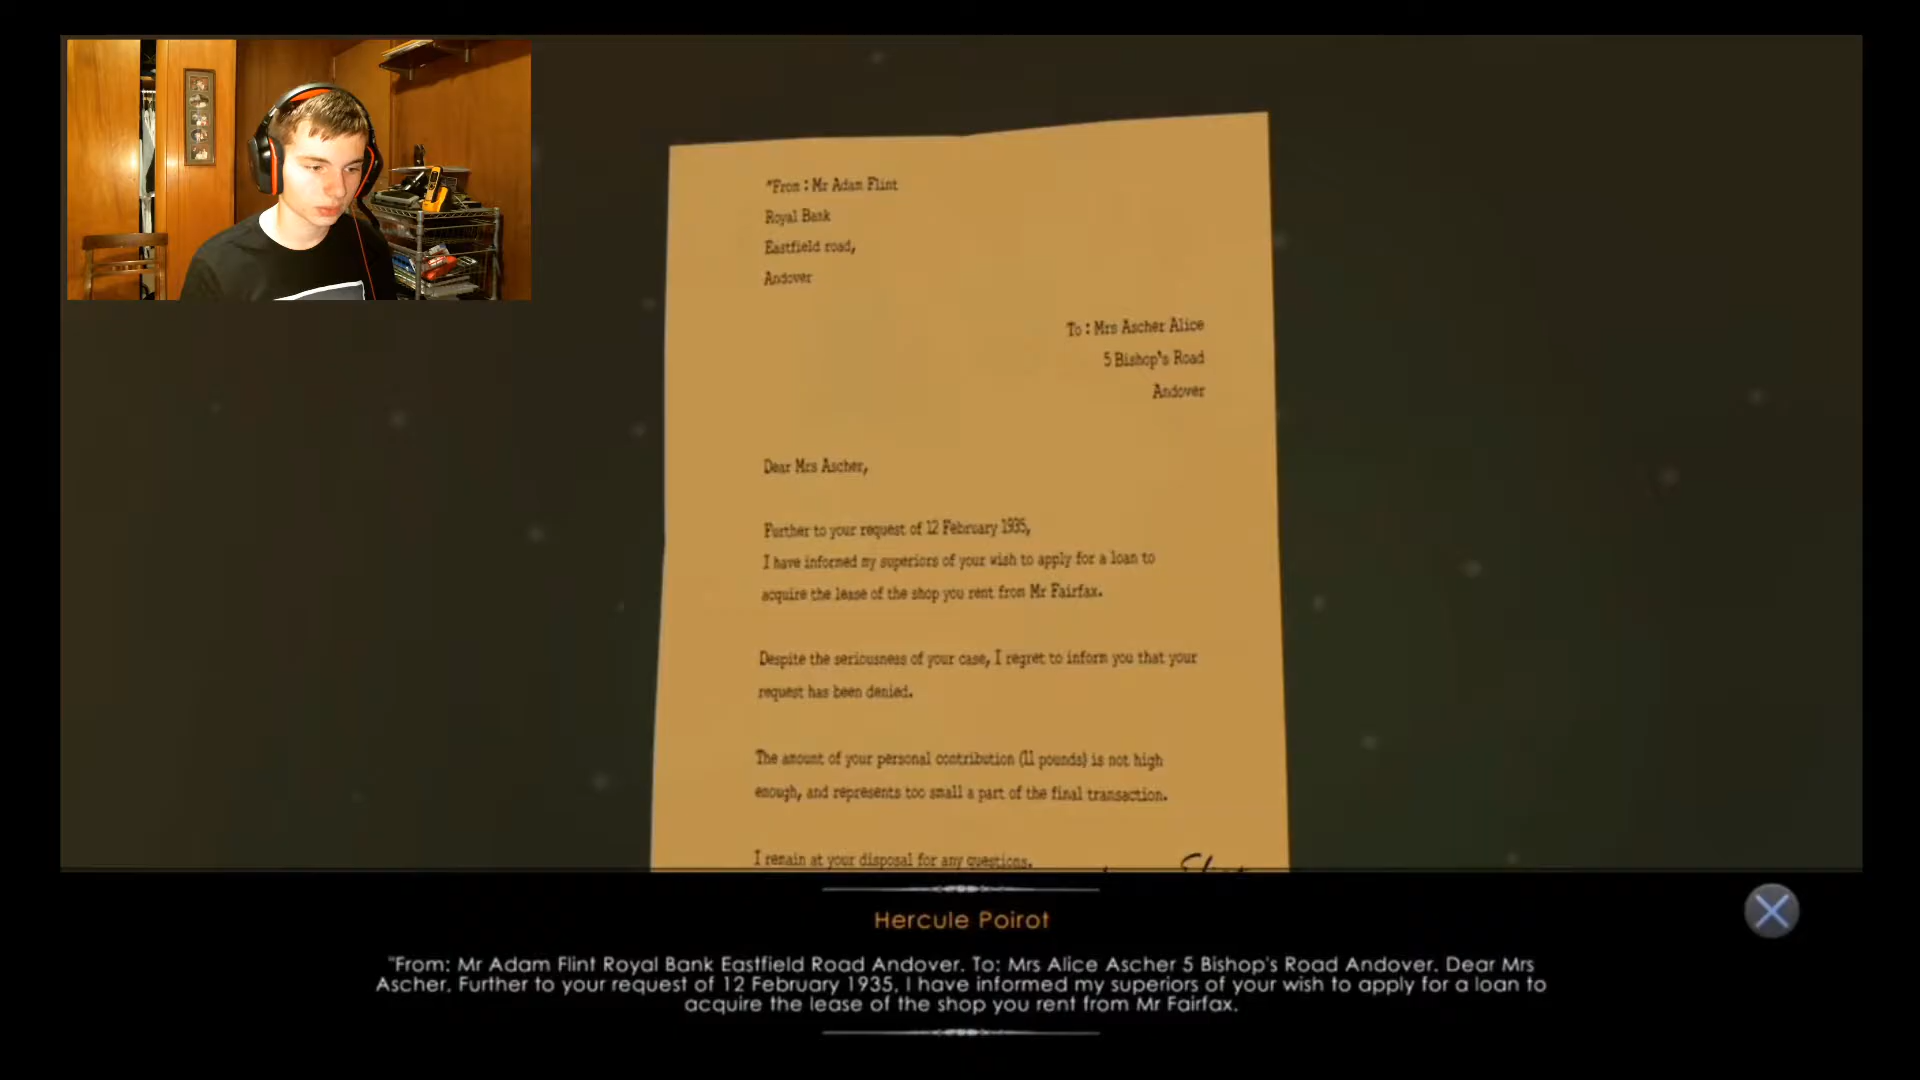 "From : Mr Adam Flint
Royal Bank
Eastfield road,
Andover
To : Mrs Ascher Alice
5 Bishop's Road
Andover
Dear Mrs Ascher,
Further to your request of 12 February 1935,
I have informed my superiors of your wish to apply for a loan to
acquire the lease of the shop you rent from Mr Fairfax.
Despite the seriousness of your case, I regret to inform you that your
request has been denied.
The amount of your personal contribution (11 pounds) is not high
enough, and represents too small a part of the final transaction.
I remain at your disposal for any questions.
Hercule Poirot
"From: Mr Adam Flint Royal Bank Eastfield Road Andover. To: Mrs Alice Ascher 5 Bishop's Road Andover. Dear Mrs
Ascher, Further to your request of 12 February 1935, I have informed my superiors of your wish to apply for a loan to
acquire the lease of the shop you rent from Mr Fairfax.